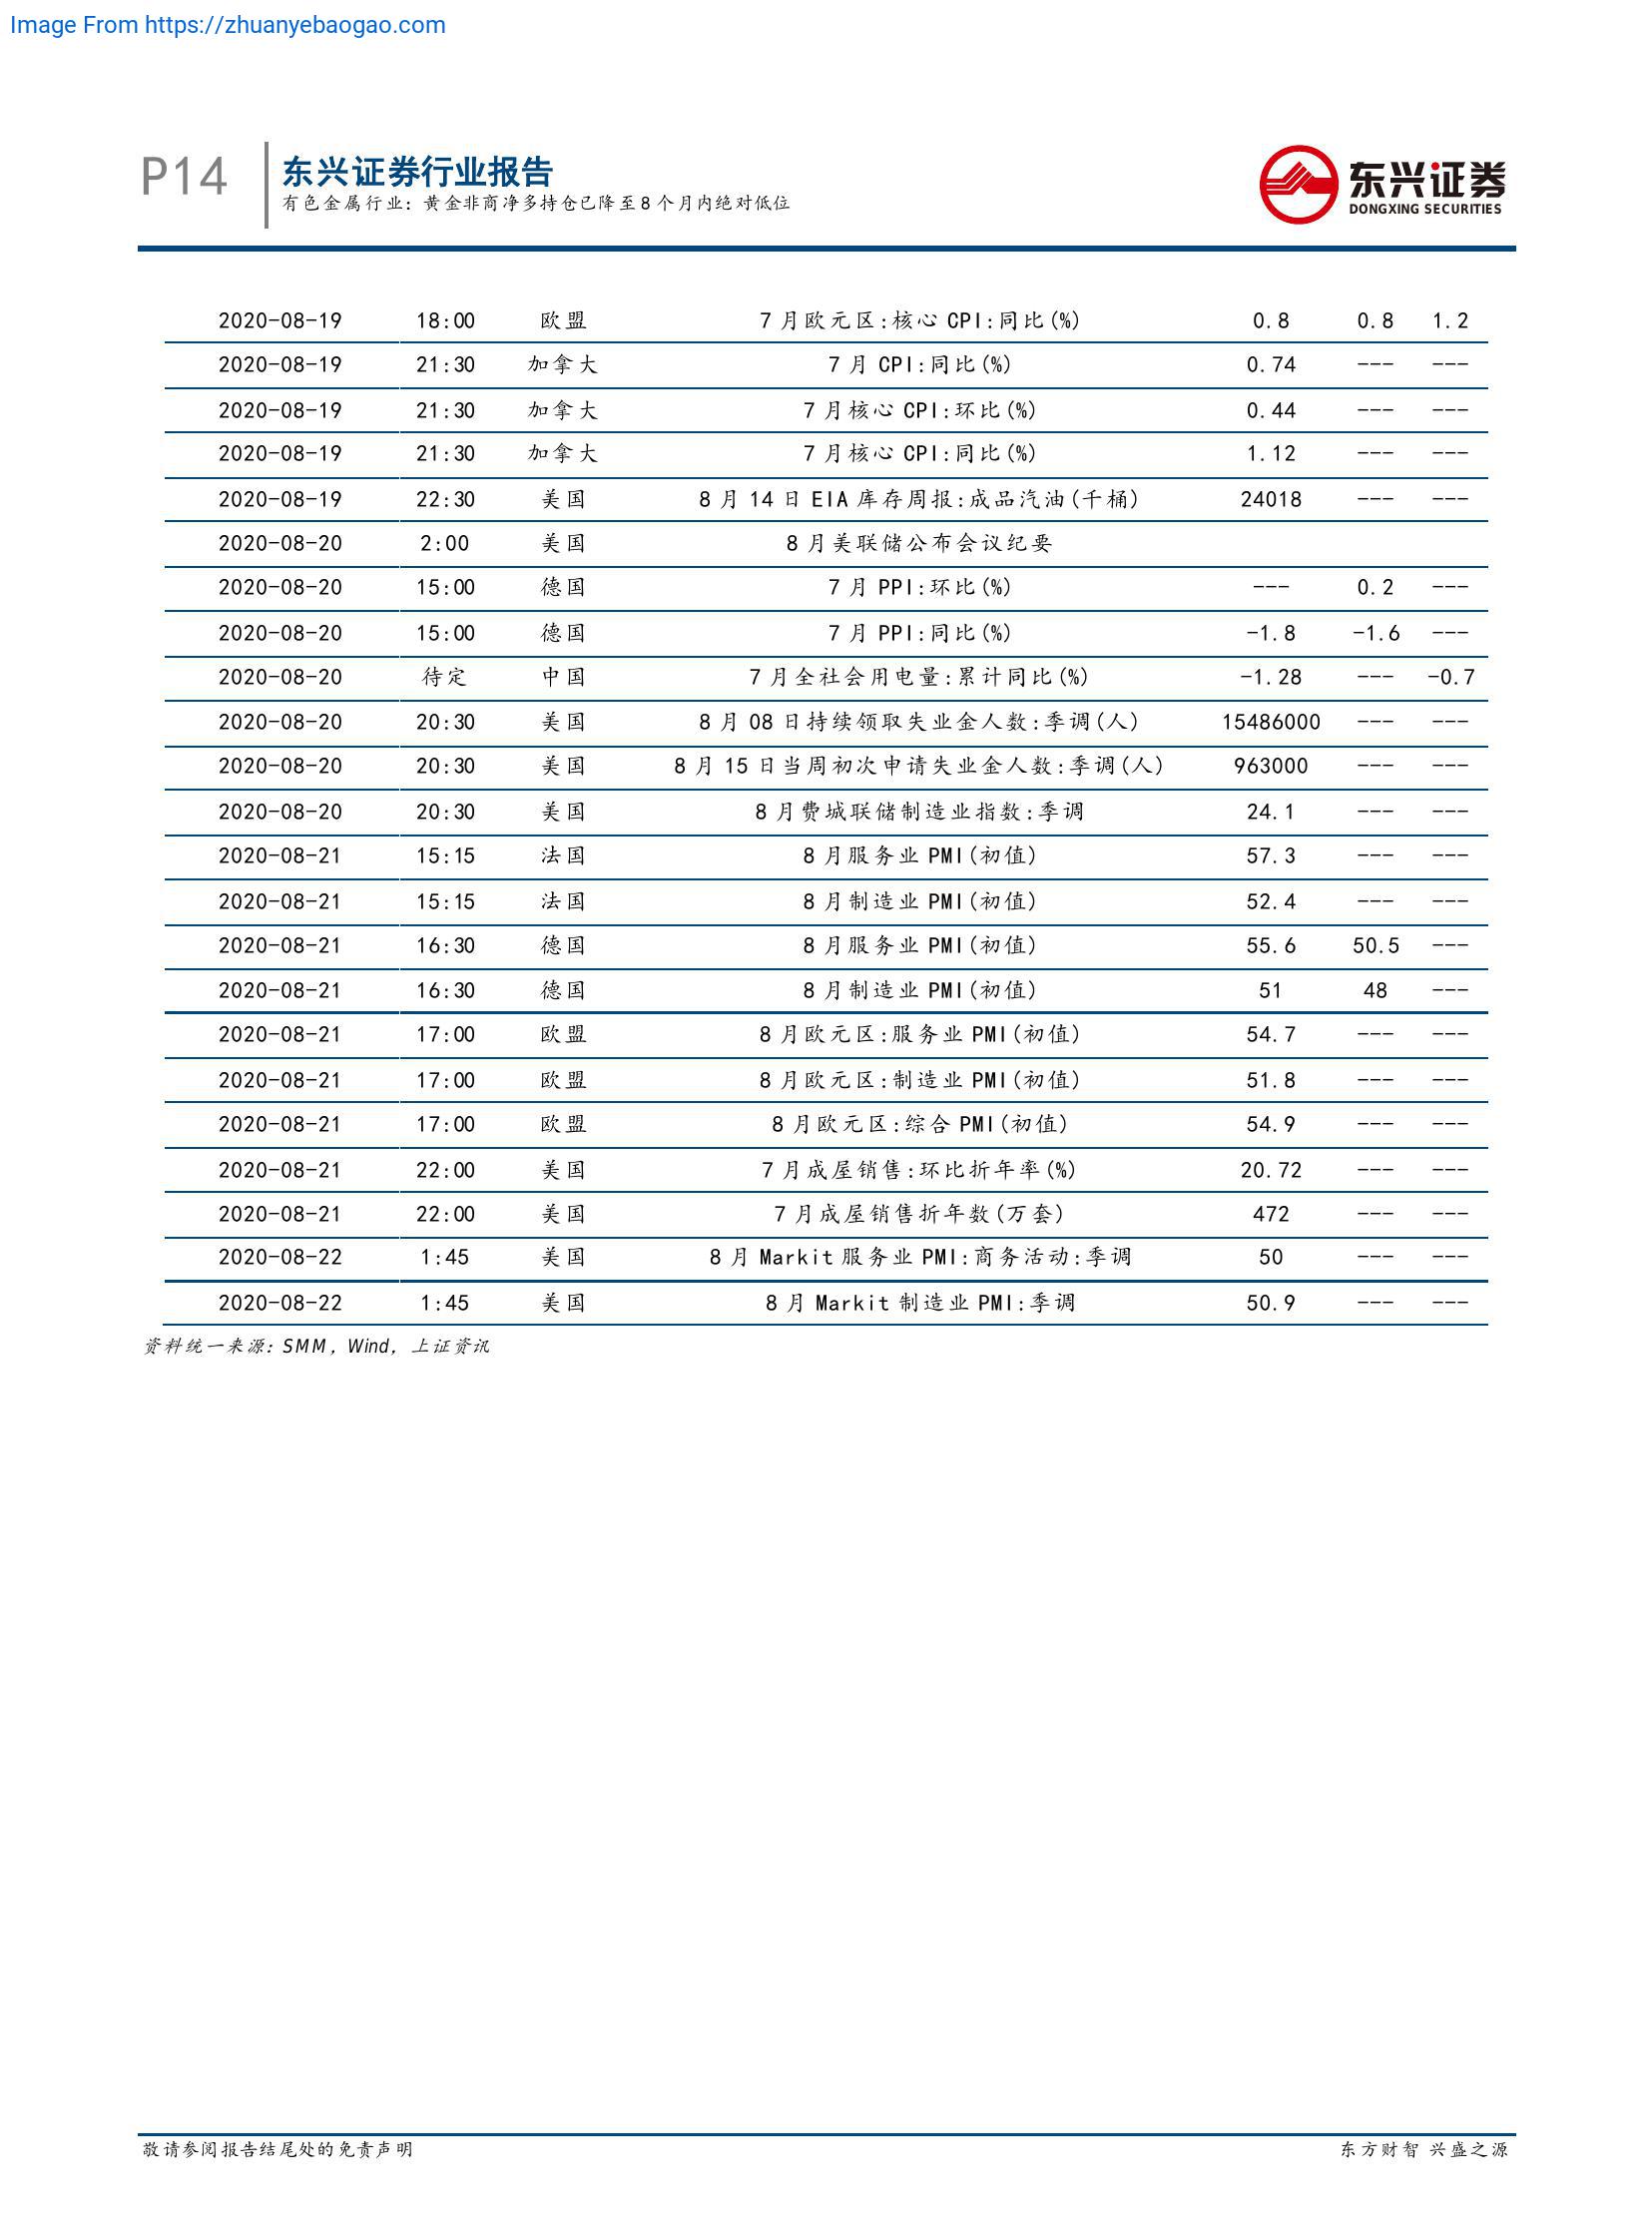 Image From https://zhuanyebaogao.com
P14
东兴证券行业报告
有色金属行业：黄金非商净多持仓已降至8个月内绝对低位
东兴证券
DONGXING SECURITIES
2020-08-19 18:00 欧盟 7月欧元区:核心CPI:同比(%) 0.8 0.8 1.2
2020-08-19 21:30 加拿大 7月CPI:同比(%) 0.74 --- ---
2020-08-19 21:30 加拿大 7月核心CPI:环比(%) 0.44 --- ---
2020-08-19 21:30 加拿大 7月核心CPI:同比(%) 1.12 --- ---
2020-08-19 22:30 美国 8月14日EIA库存周报:成品汽油(千桶) 24018 --- ---
2020-08-20 2:00 美国 8月美联储公布会议纪要
2020-08-20 15:00 德国 7月PPI:环比(%) --- 0.2 ---
2020-08-20 15:00 德国 7月PPI:同比(%) -1.8 -1.6 ---
2020-08-20 待定 中国 7月全社会用电量:累计同比(%) -1.28 --- -0.7
2020-08-20 20:30 美国 8月08日持续领取失业金人数:季调(人) 15486000 --- ---
2020-08-20 20:30 美国 8月15日当周初次申请失业金人数:季调(人) 963000 --- ---
2020-08-20 20:30 美国 8月费城联储制造业指数:季调 24.1 --- ---
2020-08-21 15:15 法国 8月服务业PMI(初值) 57.3 --- ---
2020-08-21 15:15 法国 8月制造业PMI(初值) 52.4 --- ---
2020-08-21 16:30 德国 8月服务业PMI(初值) 55.6 50.5 ---
2020-08-21 16:30 德国 8月制造业PMI(初值) 51 48 ---
2020-08-21 17:00 欧盟 8月欧元区:服务业PMI(初值) 54.7 --- ---
2020-08-21 17:00 欧盟 8月欧元区:制造业PMI(初值) 51.8 --- ---
2020-08-21 17:00 欧盟 8月欧元区:综合PMI(初值) 54.9 --- ---
2020-08-21 22:00 美国 7月成屋销售:环比折年率(%) 20.72 --- ---
2020-08-21 22:00 美国 7月成屋销售折年数(万套) 472 --- ---
2020-08-22 1:45 美国 8月Markit服务业PMI:商务活动:季调 50 --- ---
2020-08-22 1:45 美国 8月Markit制造业PMI:季调 50.9 --- ---
资料统一来源：SMM，Wind，上证资讯
敬请参阅报告结尾处的免责声明
东方财智 兴盛之源